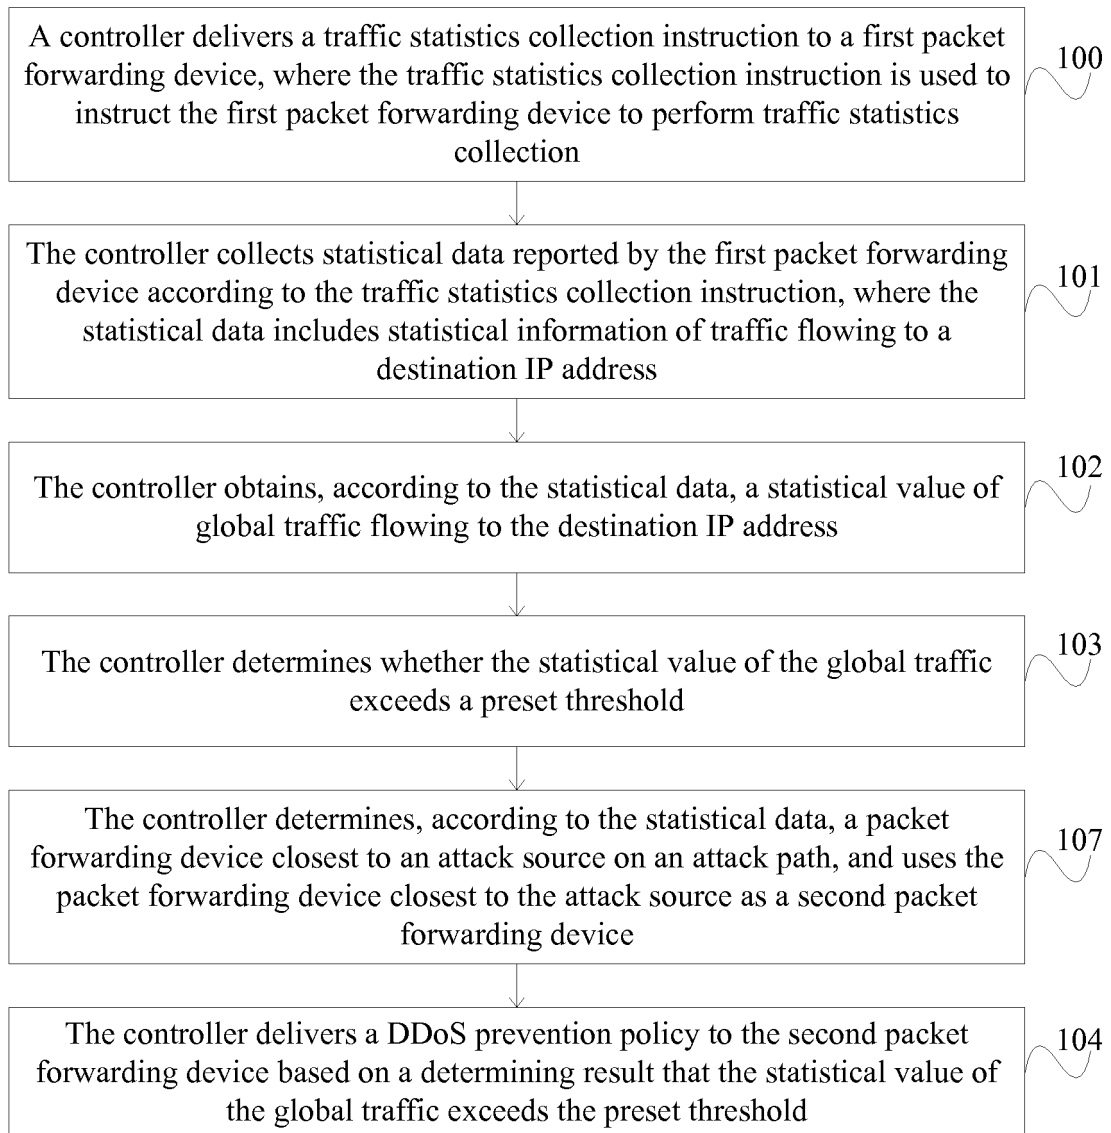 A controller delivers a traffic statistics collection instruction to a first packet
forwarding device, where the traffic statistics collection instruction is used to
instruct the first packet forwarding device to perform traffic statistics
collection
100
The controller collects statistical data reported by the first packet forwarding
device according to the traffic statistics collection instruction, where the
statistical data includes statistical information of traffic flowing to a
destination IP address
101
The controller obtains, according to the statistical data, a statistical value of
global traffic flowing to the destination IP address
102
The controller determines whether the statistical value of the global traffic
exceeds a preset threshold
103
The controller determines, according to the statistical data, a packet
forwarding device closest to an attack source on an attack path, and uses the
packet forwarding device closest to the attack source as a second packet
forwarding device
107
The controller delivers a DDoS prevention policy to the second packet
forwarding device based on a determining result that the statistical value of
the global traffic exceeds the preset threshold
104